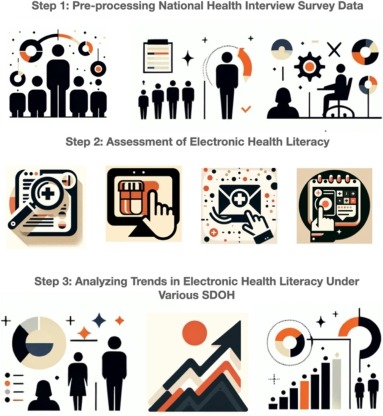 Step 1: Pre-processing National Health Interview Survey Data
Step 2: Assessment of Electronic Health Literacy
Step 3: Analyzing Trends in Electronic Health Literacy Under
Various SDOH